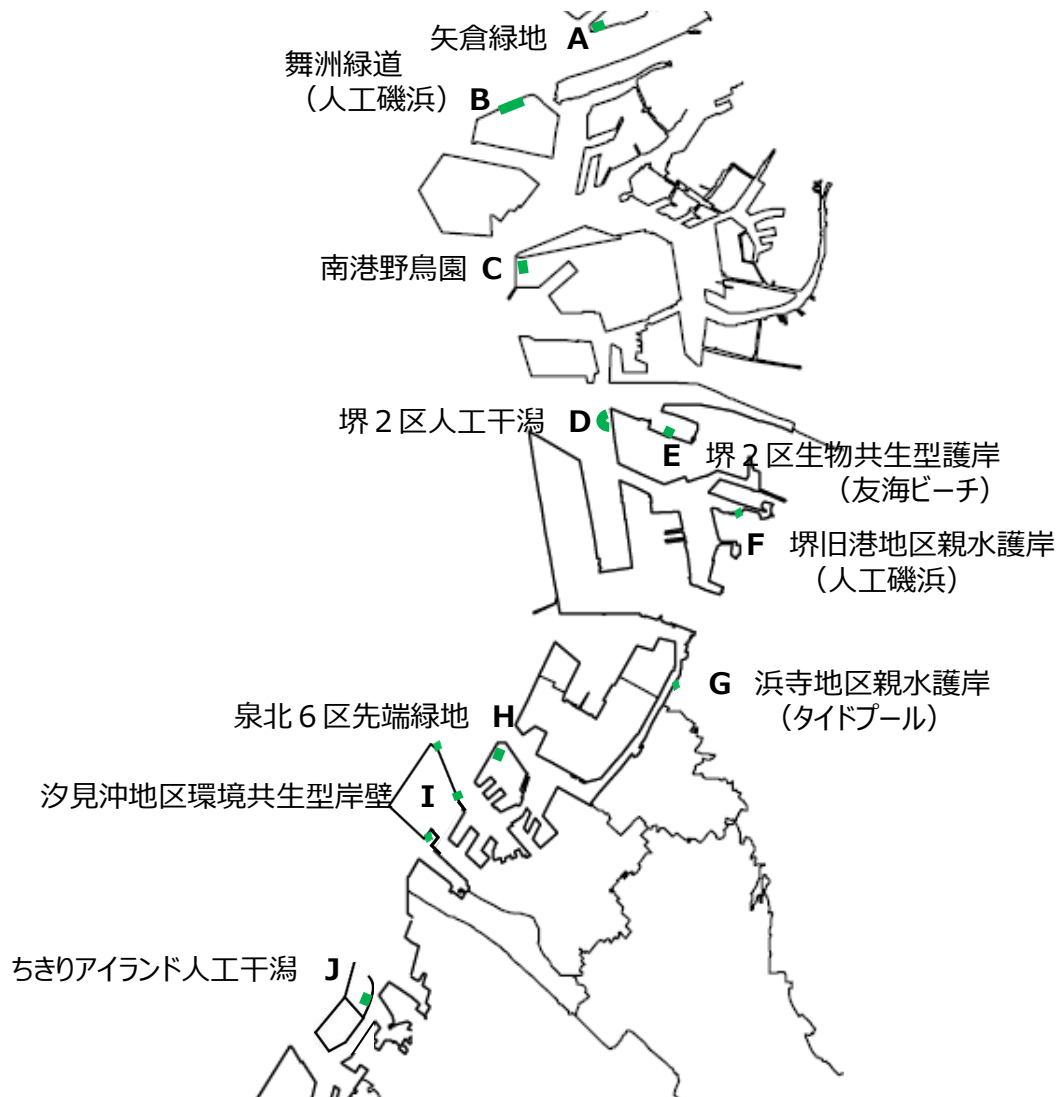 矢倉緑地 A
舞洲緑道
（人工磯浜） B
南港野鳥園 C
堺２区人工干潟 D
E 堺２区生物共生型護岸
（友海ビーチ）
F 堺旧港地区親水護岸
（人工磯浜）
G 浜寺地区親水護岸
（タイドプール）
泉北６区先端緑地 H
汐見沖地区環境共生型岸壁 I
ちきりアイランド人工干潟 J